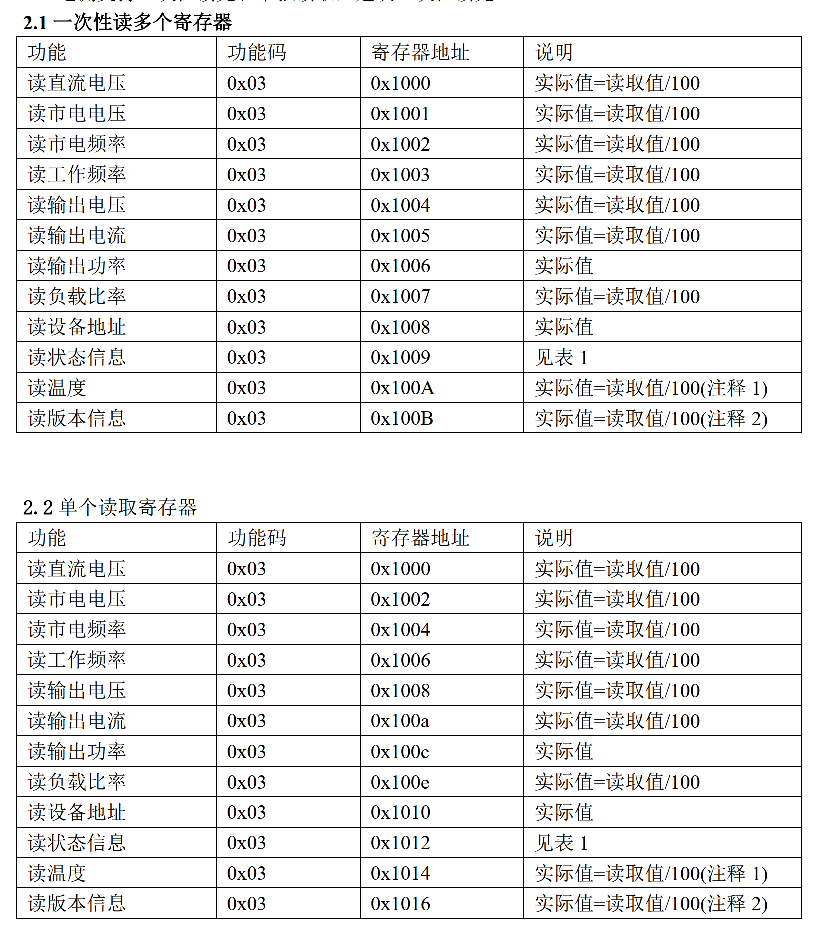 2.1 一次性读多个寄存器
功能 功能码 寄存器地址 说明
读直流电压 0x03 0x1000 实际值=读取值/100
读市电电压 0x03 0x1001 实际值=读取值/100
读市电频率 0x03 0x1002 实际值=读取值/100
读工作频率 0x03 0x1003 实际值=读取值/100
读输出电压 0x03 0x1004 实际值=读取值/100
读输出电流 0x03 0x1005 实际值=读取值/100
读输出功率 0x03 0x1006 实际值
读负载比率 0x03 0x1007 实际值=读取值/100
读设备地址 0x03 0x1008 实际值
读状态信息 0x03 0x1009 见表 1
读温度 0x03 0x100A 实际值=读取值/100(注释 1)
读版本信息 0x03 0x100B 实际值=读取值/100(注释 2)
2.2 单个读取寄存器
功能 功能码 寄存器地址 说明
读直流电压 0x03 0x1000 实际值=读取值/100
读市电电压 0x03 0x1002 实际值=读取值/100
读市电频率 0x03 0x1004 实际值=读取值/100
读工作频率 0x03 0x1006 实际值=读取值/100
读输出电压 0x03 0x1008 实际值=读取值/100
读输出电流 0x03 0x100a 实际值=读取值/100
读输出功率 0x03 0x100c 实际值
读负载比率 0x03 0x100e 实际值=读取值/100
读设备地址 0x03 0x1010 实际值
读状态信息 0x03 0x1012 见表 1
读温度 0x03 0x1014 实际值=读取值/100(注释 1)
读版本信息 0x03 0x1016 实际值=读取值/100(注释 2)